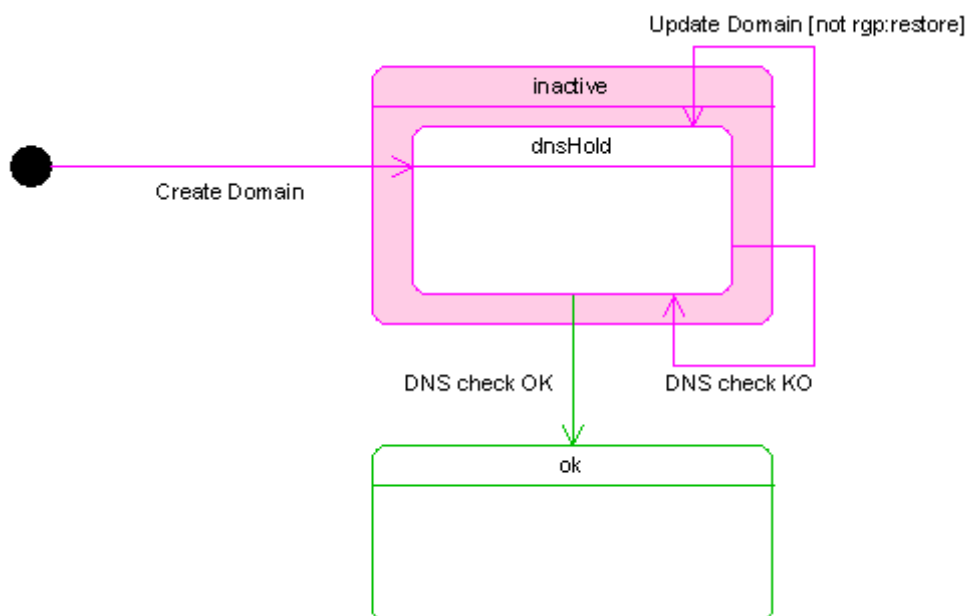 Update Domain [not rgp:restore]
inactive
dnsHold
Create Domain
DNS check OK
DNS check KO
ok